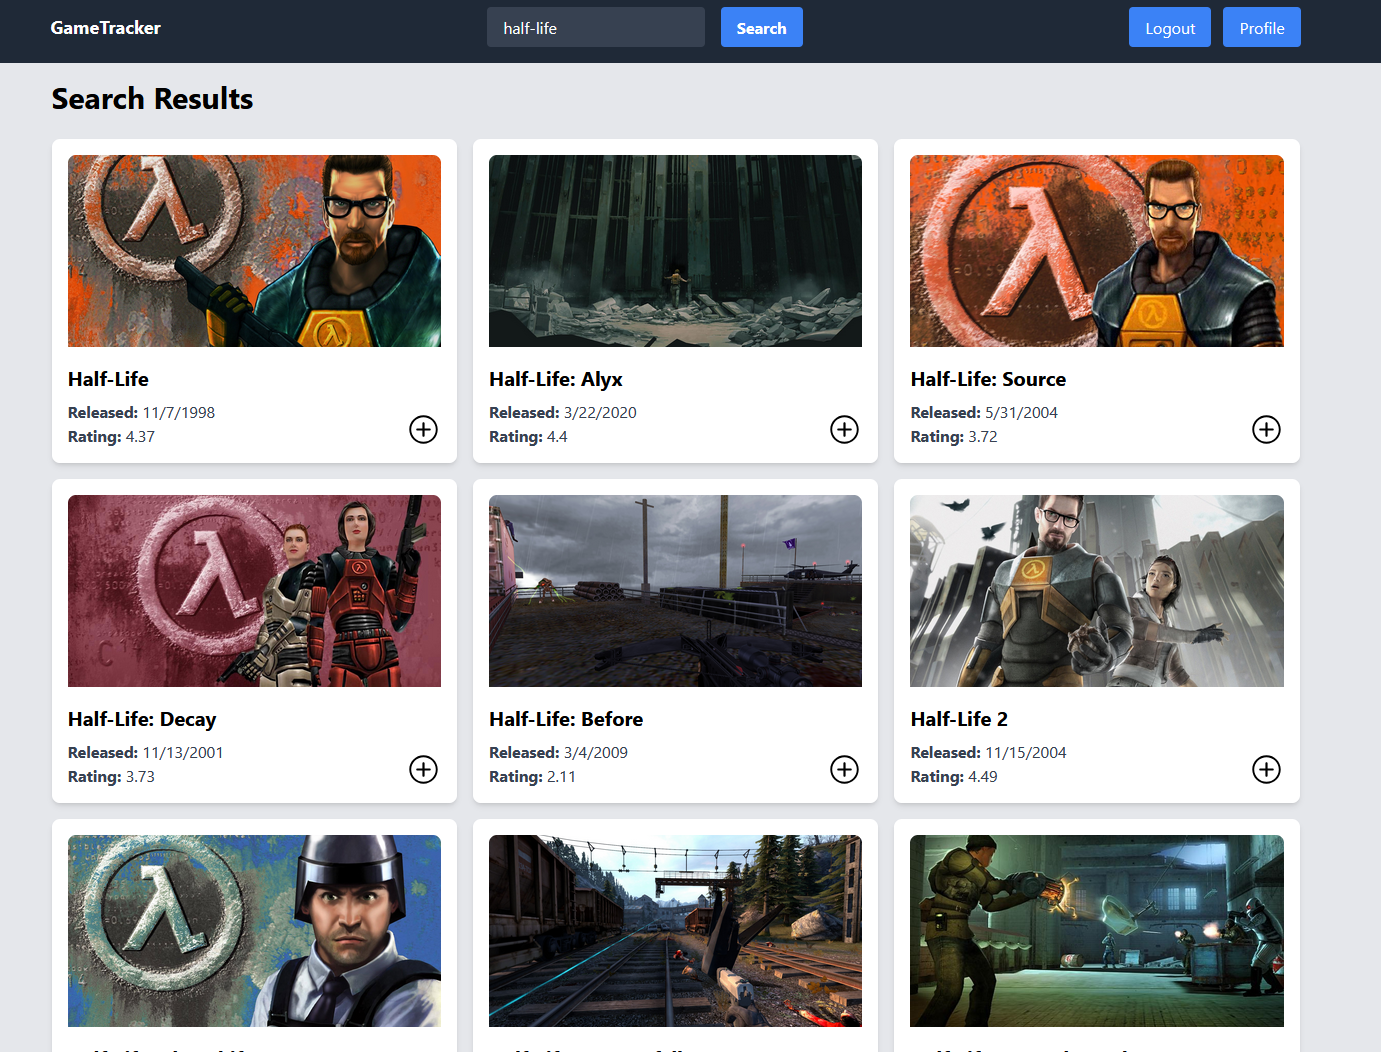 GameTracker
half-life
Search
Logout
Profile
Search Results
Half-Life
Released: 11/7/1998
Rating: 4.37
Half-Life: Alyx
Released: 3/22/2020
Rating: 4.4
Half-Life: Source
Released: 5/31/2004
Rating: 3.72
Half-Life: Decay
Released: 11/13/2001
Rating: 3.73
Half-Life: Before
Released: 3/4/2009
Rating: 2.11
Half-Life 2
Released: 11/15/2004
Rating: 4.49